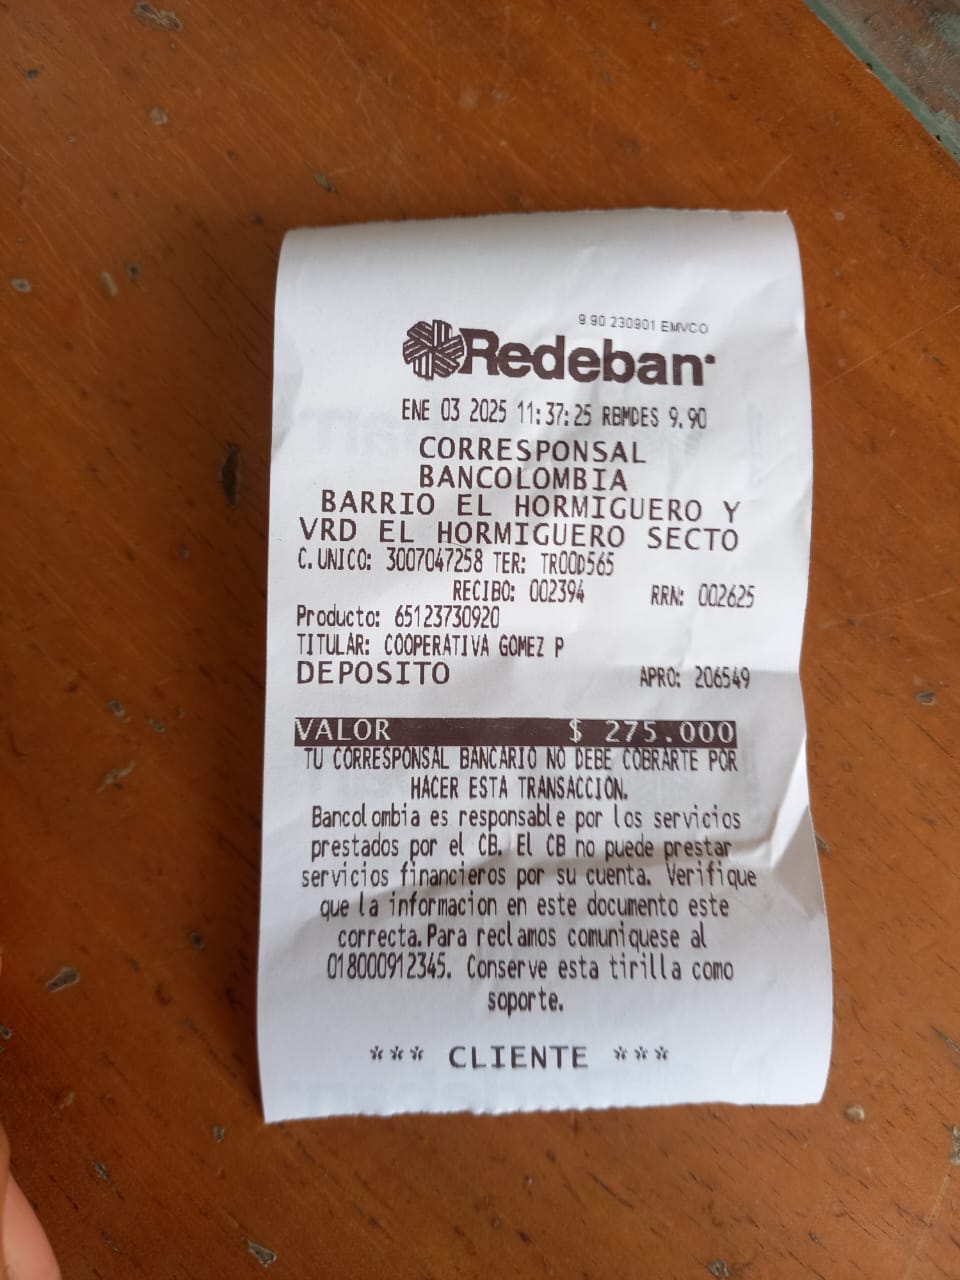 9.90 230901 EMVCO
Redeban
ENE 03 2025 11:37:25 RBMDES 9.90
CORRESPONSAL
BANCOLOMBIA
BARRIO EL HORMIGUERO Y
VRD EL HORMIGUERO SECTO
C.UNICO: 3007047258 TER: TR00D565
RECIBO: 002394 RRN: 002625
Producto: 65123730920
TITULAR: COOPERATIVA GOMEZ P
DEPOSITO APRO: 206549
VALOR $ 275.000
TU CORRESPONSAL BANCARIO NO DEBE COBRARTE POR
HACER ESTA TRANSACCION.
Bancolombia es responsable por los servicios
prestados por el CB. El CB no puede prestar
servicios financieros por su cuenta. Verifique
que la informacion en este documento este
correcta.Para reclamos comuniquese al
018000912345. Conserve esta tirilla como
soporte.
*** CLIENTE ***